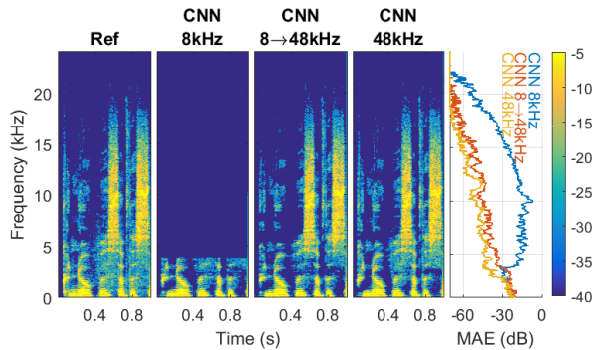 CNN CNN CNN
Ref 8kHz 8→48kHz 48kHz
Frequency (kHz)
20
15
10
5
0
0.4 0.8 0.4 0.8 0.4 0.8 0.4 0.8
Time (s)
CNN 8kHz
CNN 8→48kHz
CNN 48kHz
-60 -30 0
MAE (dB)
-5
-10
-15
-20
-25
-30
-35
-40